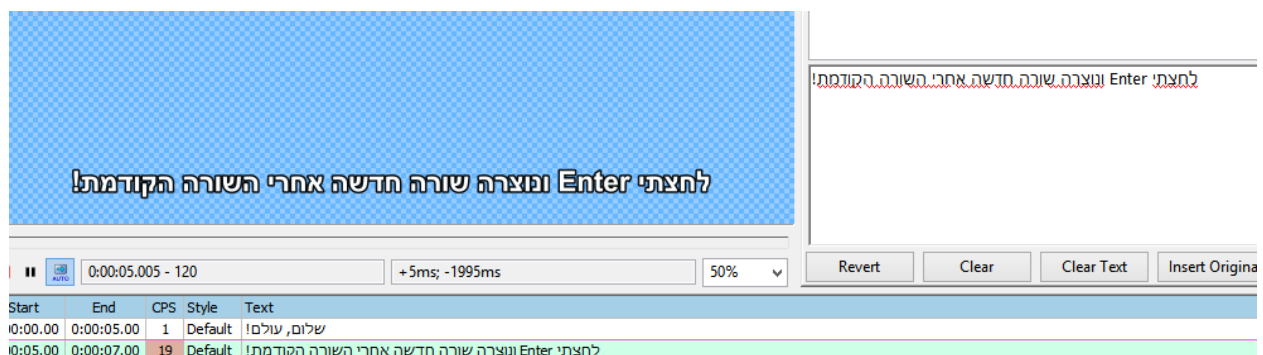 לחצתי Enter ונוצרה שורה חדשה אחרי השורה הקודמת!
לחצתי Enter ונוצרה שורה חדשה אחרי השורה הקודמת!
AUTO
0:00:05.005 - 120
+5ms; -1995ms
50%
Revert Clear Clear Text Insert Origina
Start End CPS Style Text
0:00.00 0:00:05.00 1 Default שלום, עולם!
0:05.00 0:00:07.00 19 Default לחצתי Enter ונוצרה שורה חדשה אחרי השורה הקודמת!